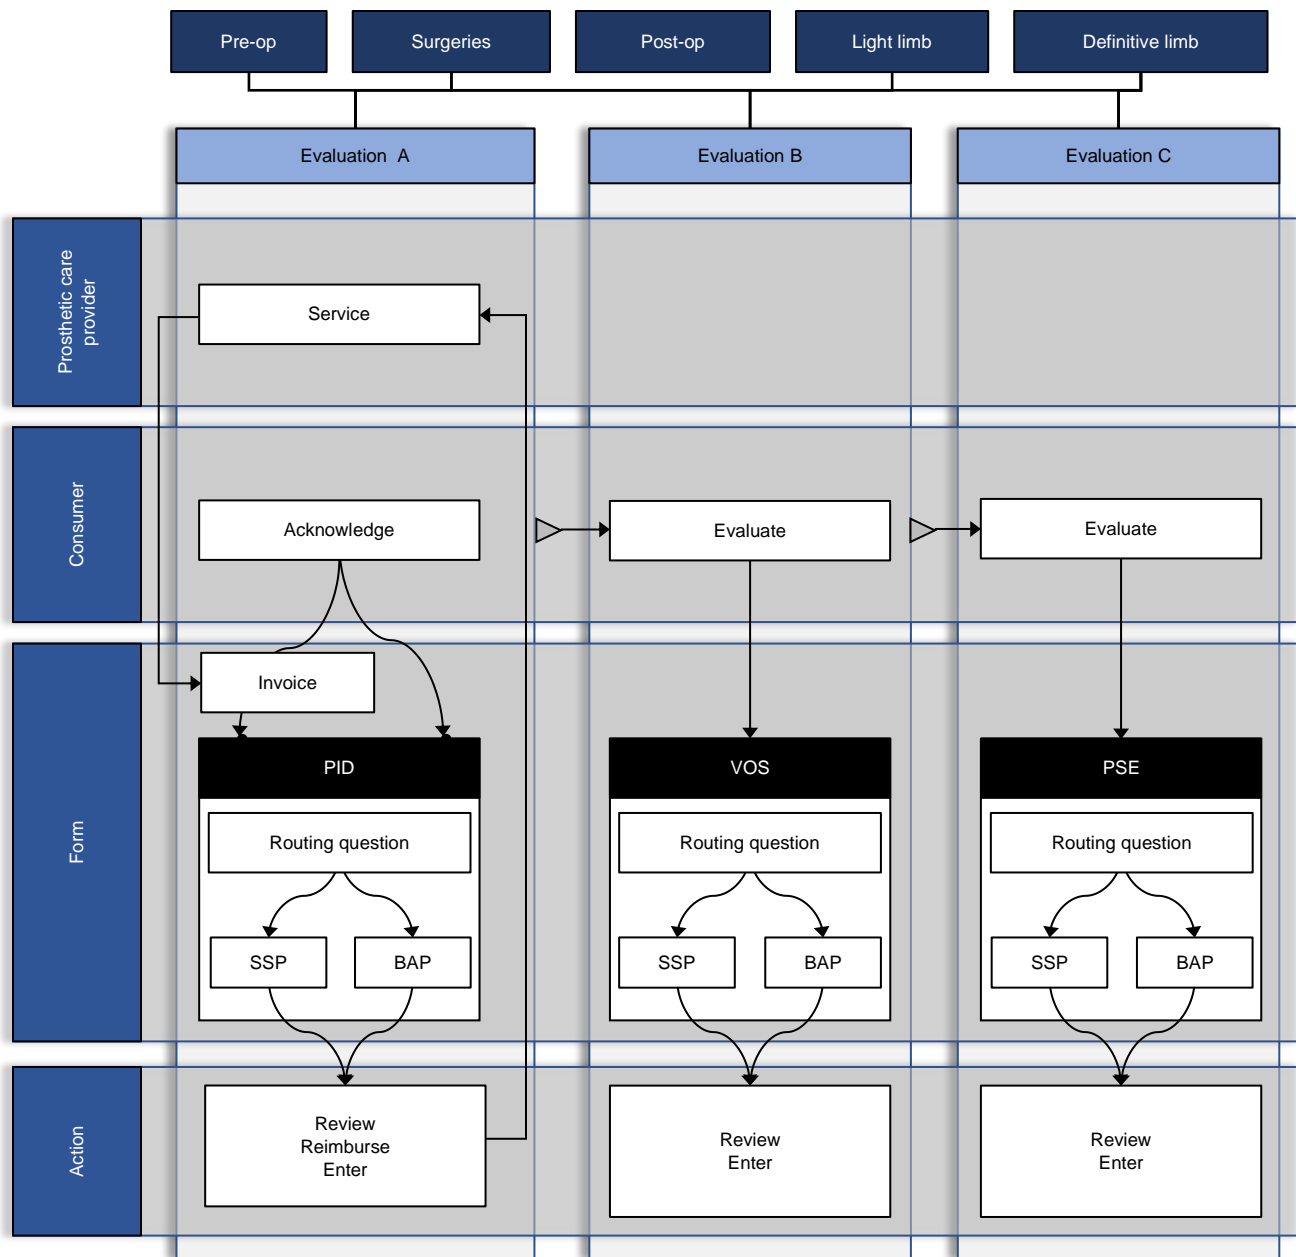 Pre-op
Surgeries
Post-op
Light limb
Definitive limb
Evaluation A
Evaluation B
Evaluation C
Prosthetic care
provider
Service
Consumer
Acknowledge
Evaluate
Evaluate
Form
Invoice
PID
VOS
PSE
Routing question
Routing question
Routing question
SSP
BAP
SSP
BAP
SSP
BAP
Action
Review
Reimburse
Enter
Review
Enter
Review
Enter